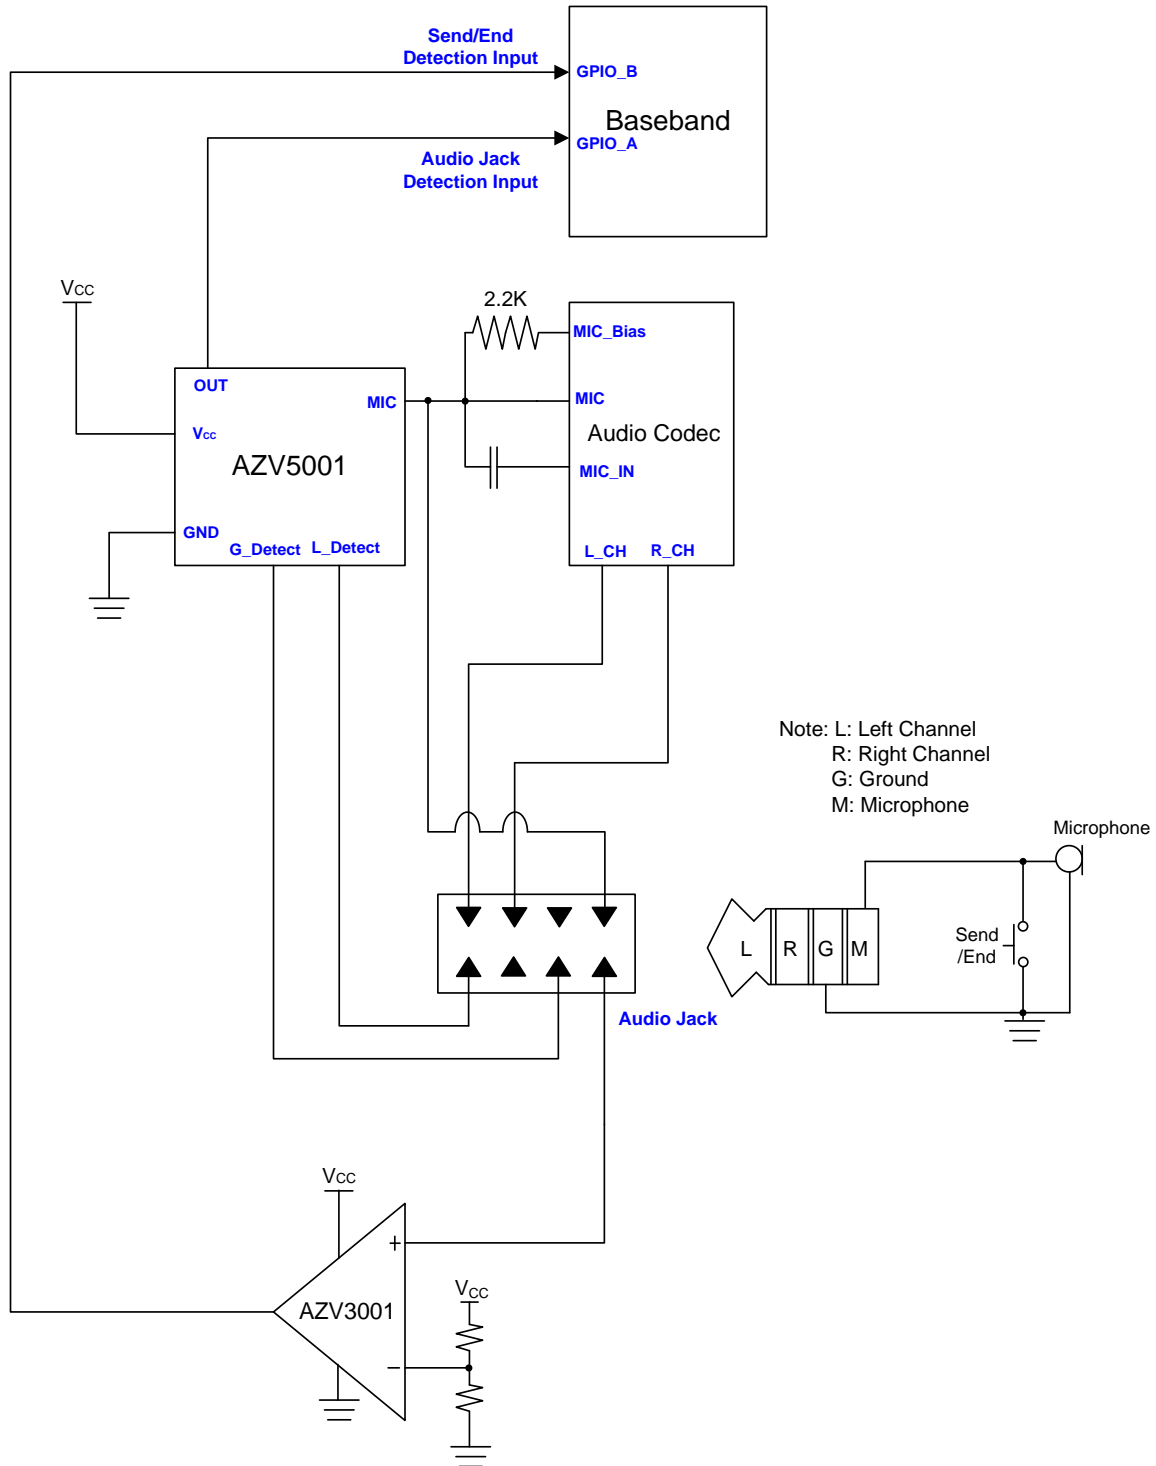 Send/End
Detection Input
GPIO_B
Baseband
GPIO_A
Audio Jack
Detection Input
VCC
2.2K
MIC_Bias
OUT
MIC
MIC
VCC
Audio Codec
AZV5001
MIC_IN
GND
G_Detect
L_Detect
L_CH
R_CH
Note: L: Left Channel
R: Right Channel
G: Ground
M: Microphone
Microphone
L
R
G
M
Send
/End
Audio Jack
VCC
+
AZV3001
VCC
−